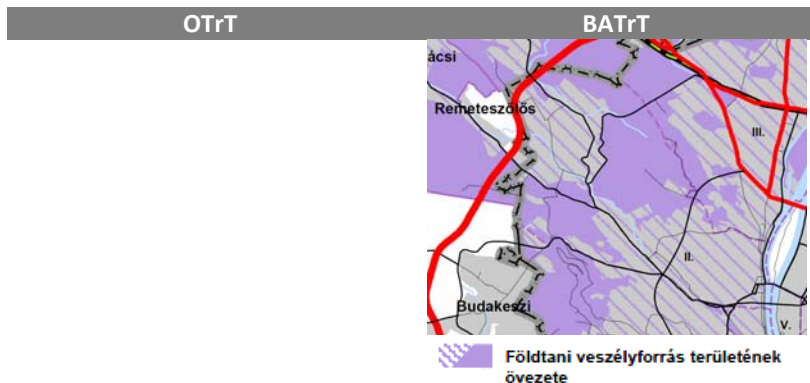 OTrT
BATrT
ácsi
Remeteszőlős
III.
II.
Budakeszi
V.
Földtani veszélyforrás területének
övezete